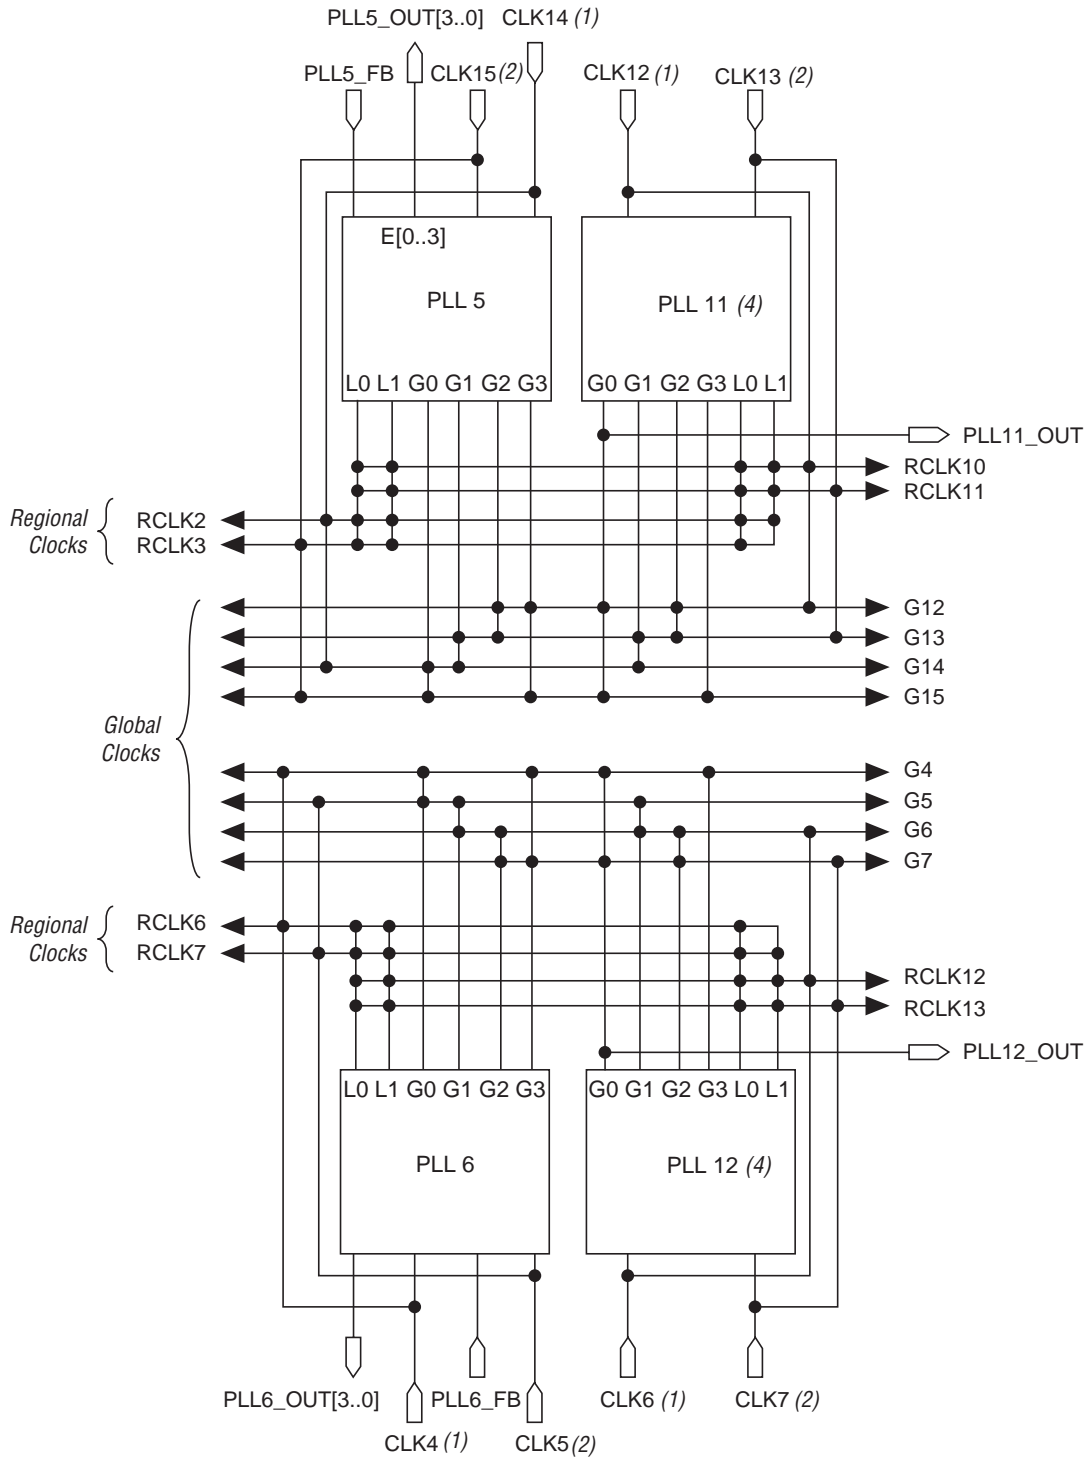 PLL5_OUT[3..0] CLK14 (1)
PLL5_FB CLK15 (2) CLK12 (1) CLK13 (2)
E[0..3]
PLL 5 PLL 11 (4)
L0 L1 G0 G1 G2 G3 G0 G1 G2 G3 L0 L1
PLL11_OUT
RCLK10
RCLK11
Regional Clocks
RCLK2
RCLK3
G12
G13
G14
G15
Global Clocks
G4
G5
G6
G7
Regional Clocks
RCLK6
RCLK7
RCLK12
RCLK13
PLL12_OUT
L0 L1 G0 G1 G2 G3 G0 G1 G2 G3 L0 L1
PLL 6 PLL 12 (4)
PLL6_OUT[3..0] PLL6_FB CLK6 (1) CLK7 (2)
CLK4 (1) CLK5 (2)